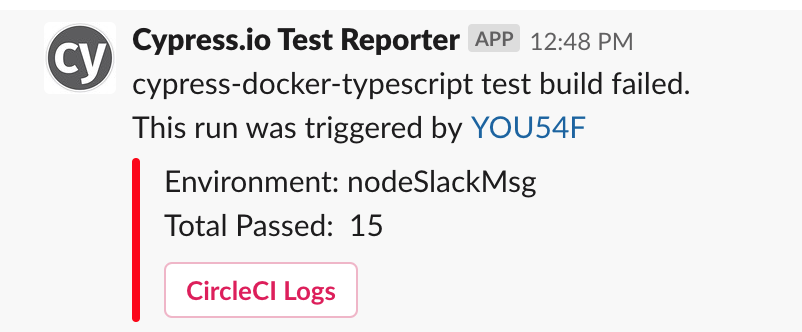 cy
Cypress.io Test Reporter APP 12:48 PM
cypress-docker-typescript test build failed.
This run was triggered by YOU54F
Environment: nodeSlackMsg
Total Passed: 15
CircleCI Logs